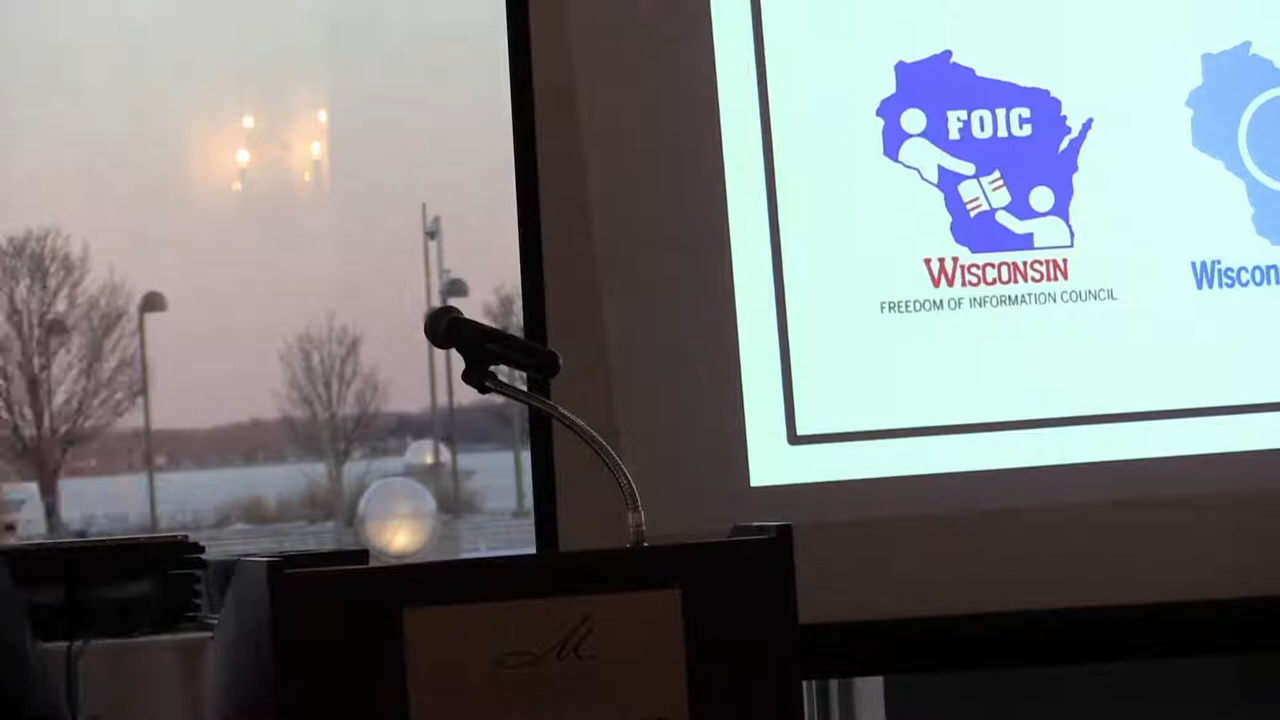 FOIC
WISCONSIN
FREEDOM OF INFORMATION COUNCIL
Wiscon
M